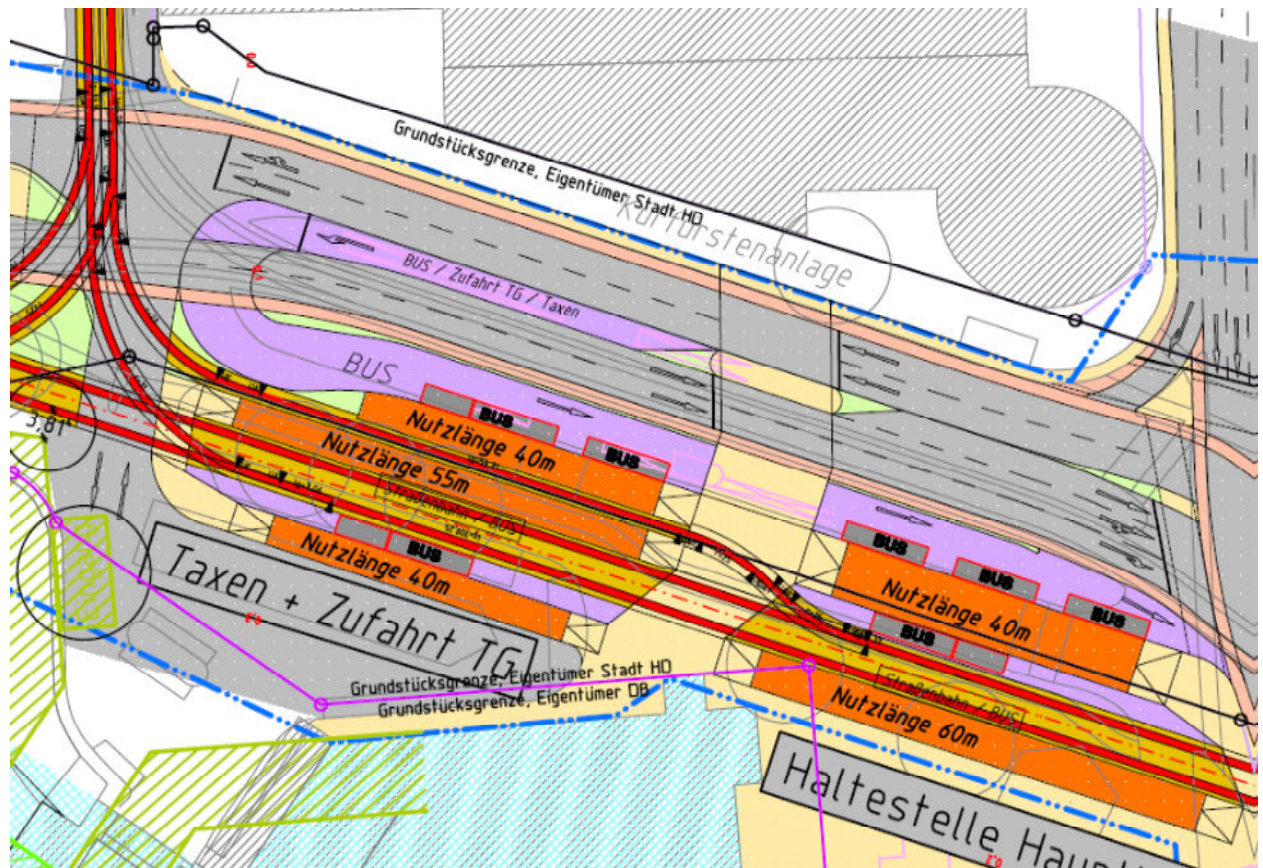 Grundstücksgrenze, Eigentümer Stadt HD
Kurfürstenanlage
BUS / Zufahrt TG / Taxen
BUS
BUS
Nutzlänge 40m
BUS
Nutzlänge 55m
3,81
[Straßenbahn / BUS]
BUS
Nutzlänge 40m
BUS
BUS
BUS
Nutzlänge 40m
BUS
Taxen + Zufahrt TG
Grundstücksgrenze, Eigentümer Stadt HD
Grundstücksgrenze, Eigentümer DB
[Straßenbahn / BUS]
Nutzlänge 60m
Haltestelle